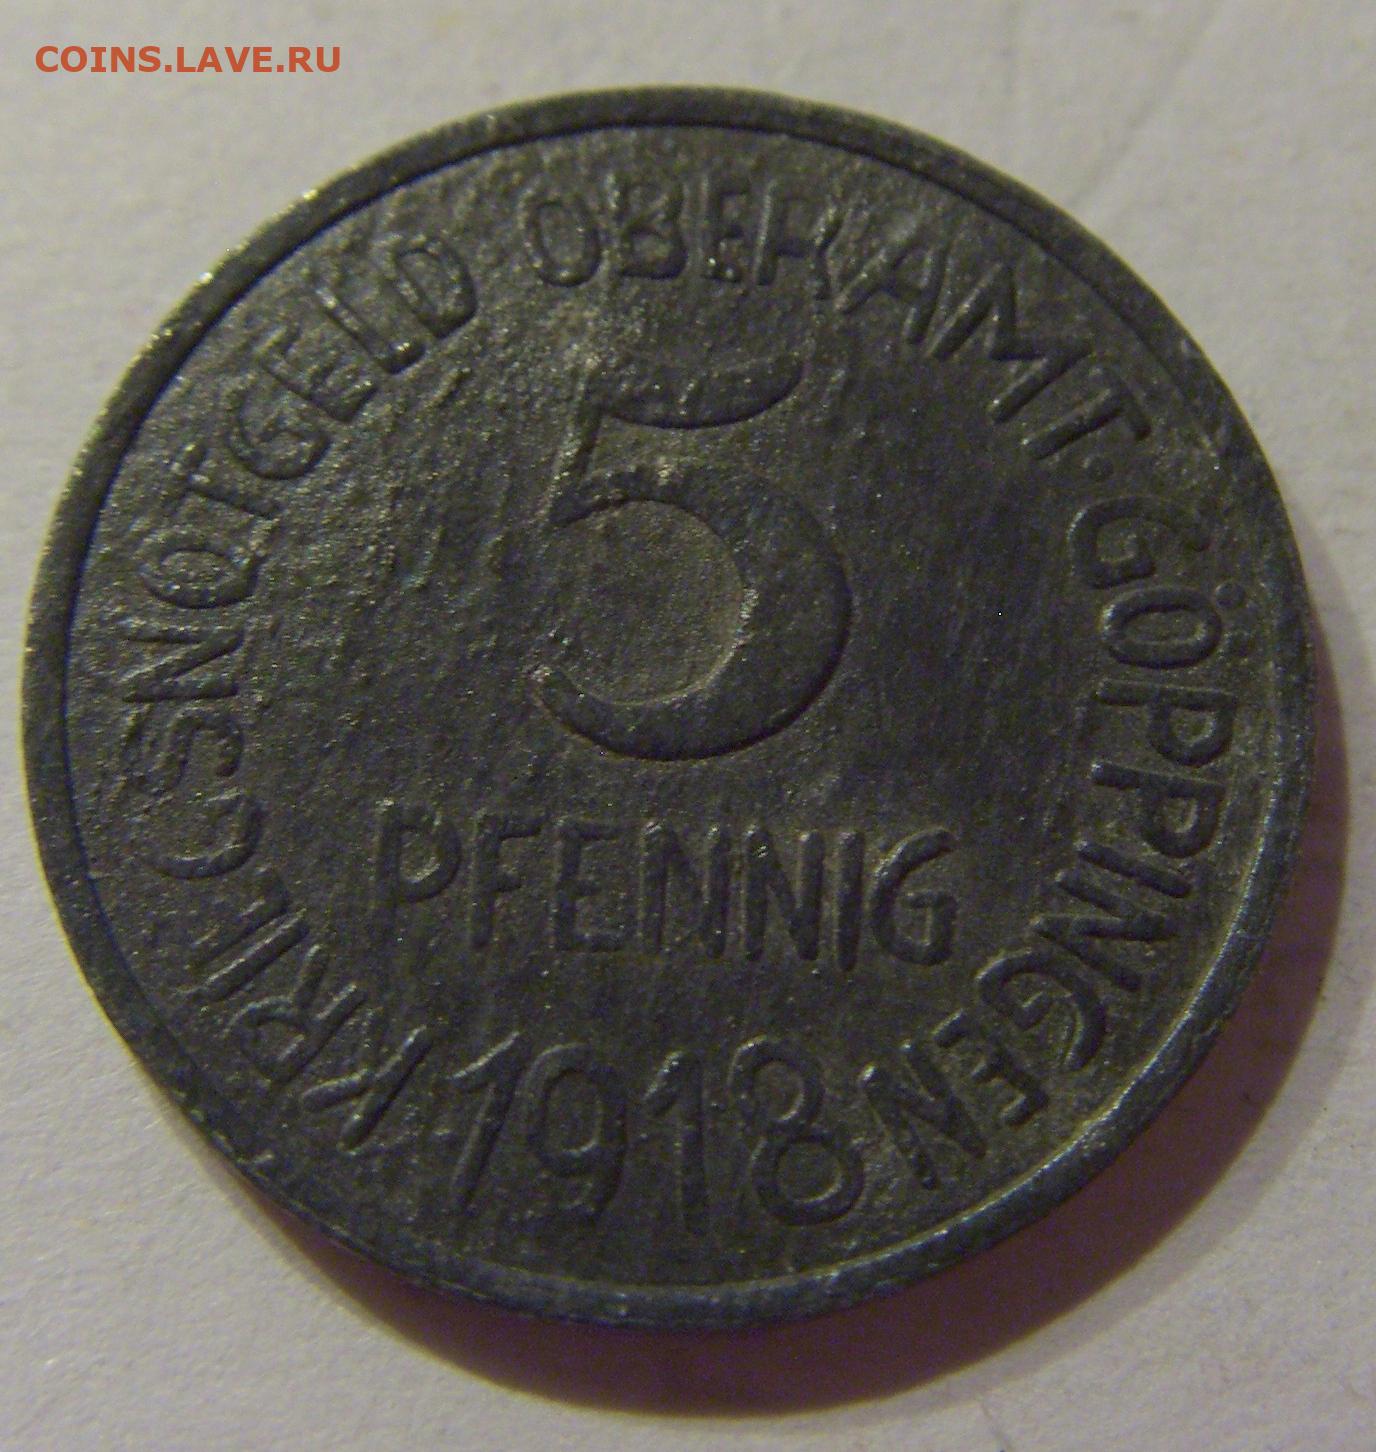 COINS.LAVE.RU
KRIEGSNOTGELD OBERAMT·GÖPPINGEN
5
PFENNIG
1918